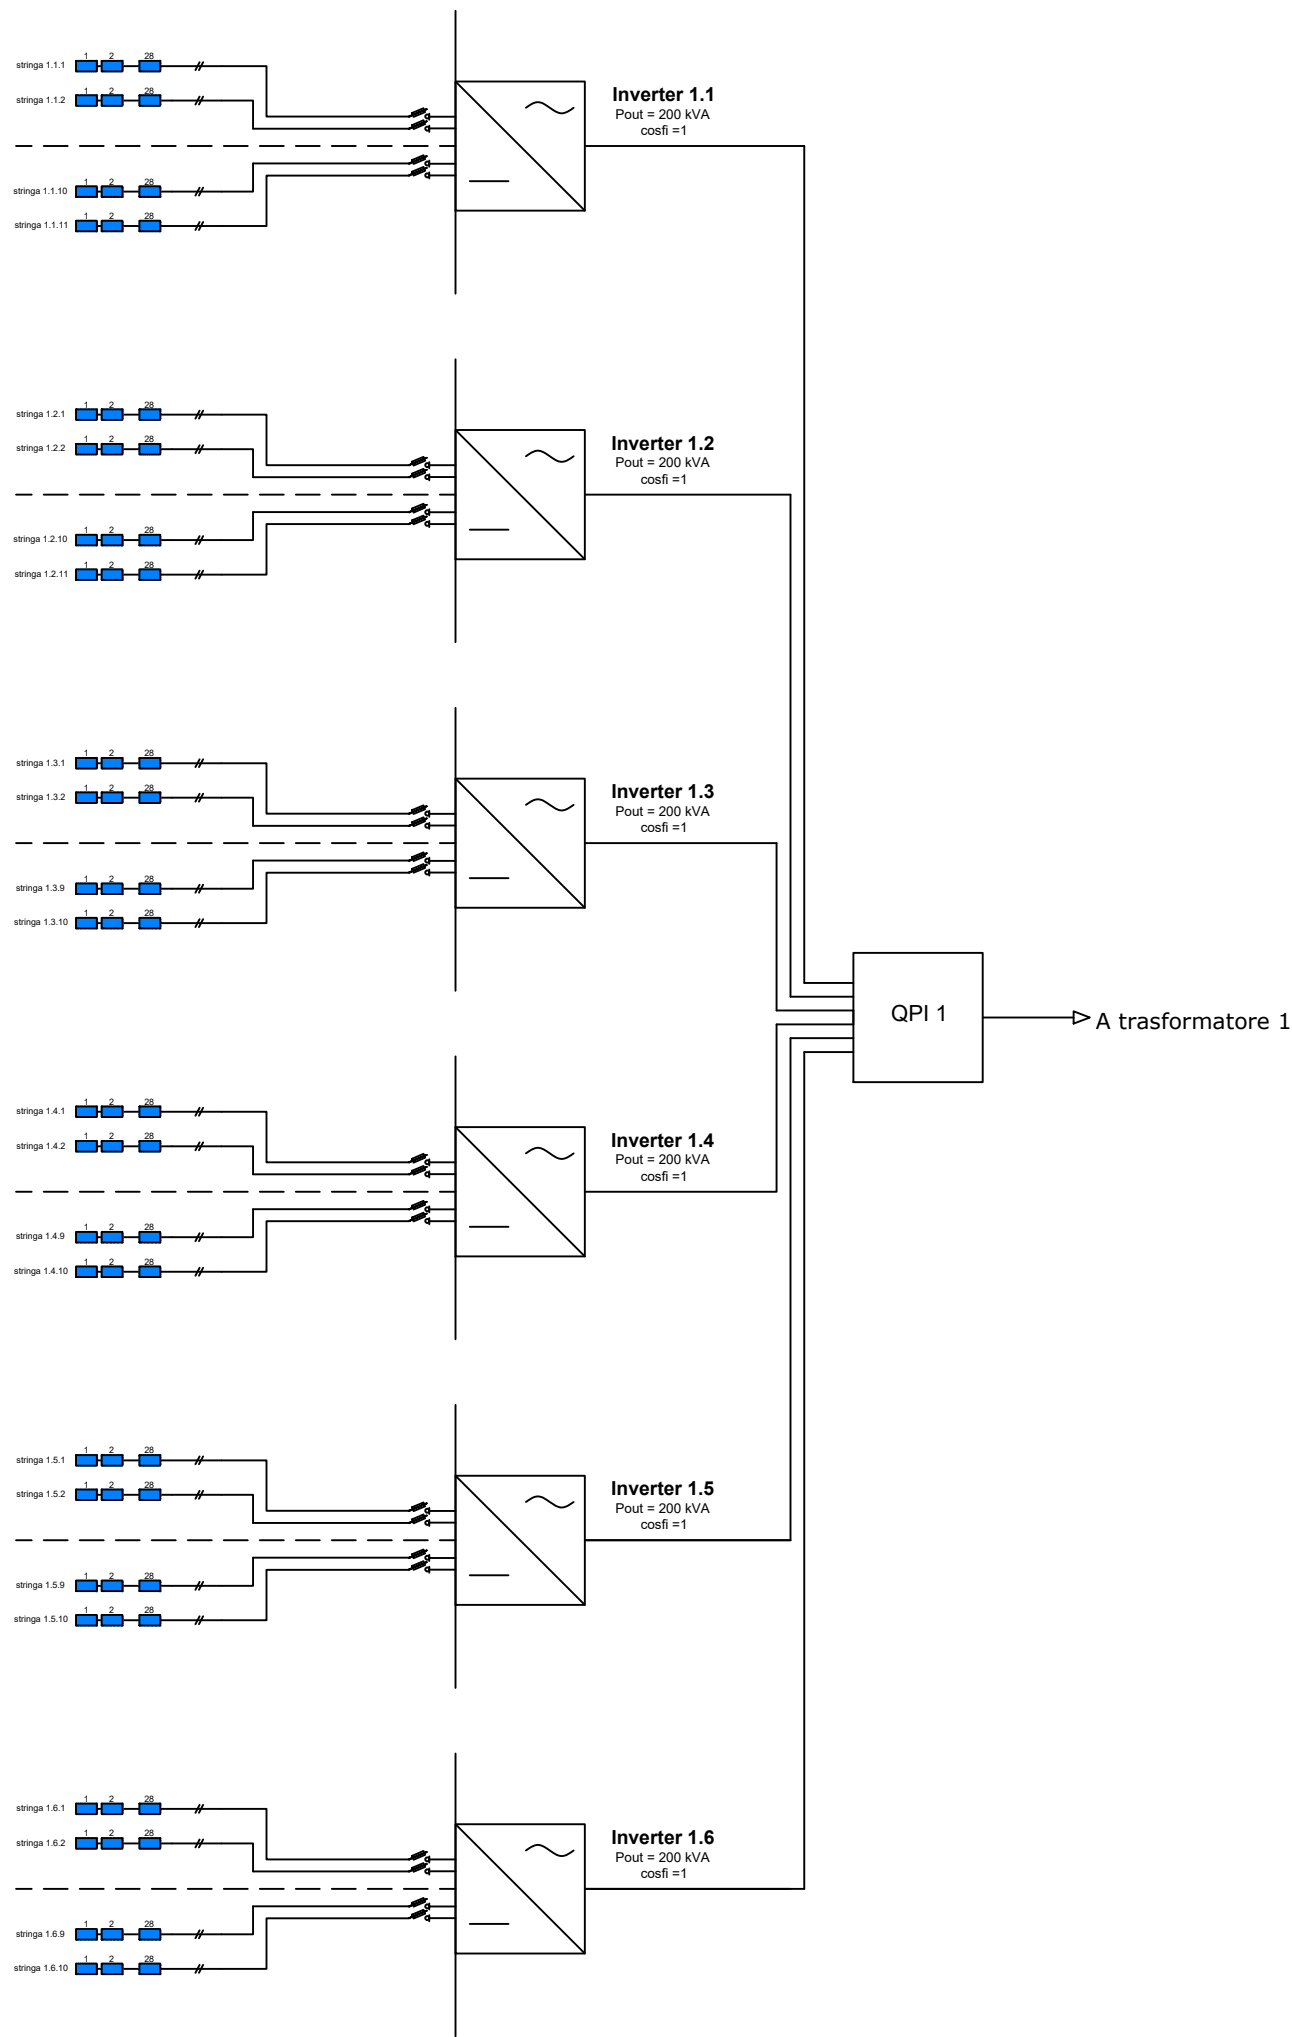 1 2 28
stringa 1.1.1
1 2 28
stringa 1.1.2
1 2 28
stringa 1.1.10
1 2 28
stringa 1.1.11
Inverter 1.1
Pout = 200 kVA
cosfi =1
1 2 28
stringa 1.2.1
1 2 28
stringa 1.2.2
1 2 28
stringa 1.2.10
1 2 28
stringa 1.2.11
Inverter 1.2
Pout = 200 kVA
cosfi =1
1 2 28
stringa 1.3.1
1 2 28
stringa 1.3.2
1 2 28
stringa 1.3.9
1 2 28
stringa 1.3.10
Inverter 1.3
Pout = 200 kVA
cosfi =1
QPI 1
A trasformatore 1
1 2 28
stringa 1.4.1
1 2 28
stringa 1.4.2
1 2 28
stringa 1.4.9
1 2 28
stringa 1.4.10
Inverter 1.4
Pout = 200 kVA
cosfi =1
1 2 28
stringa 1.5.1
1 2 28
stringa 1.5.2
1 2 28
stringa 1.5.9
1 2 28
stringa 1.5.10
Inverter 1.5
Pout = 200 kVA
cosfi =1
1 2 28
stringa 1.6.1
1 2 28
stringa 1.6.2
1 2 28
stringa 1.6.9
1 2 28
stringa 1.6.10
Inverter 1.6
Pout = 200 kVA
cosfi =1